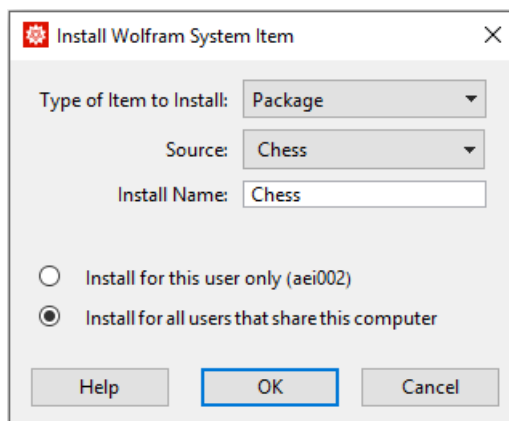 Install Wolfram System Item
Type of Item to Install: Package
Source: Chess
Install Name: Chess
Install for this user only (aei002)
Install for all users that share this computer
Help OK Cancel